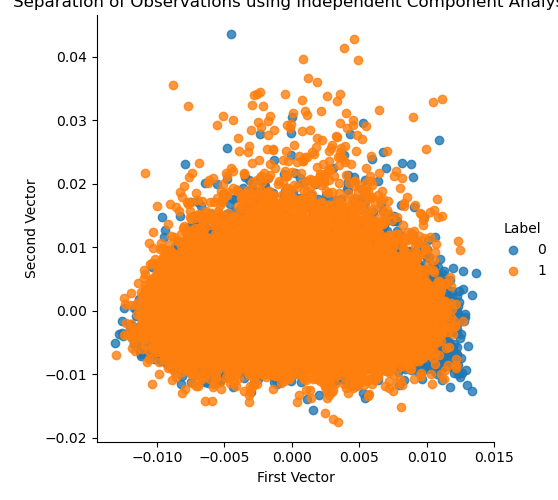 Separation of Observations using Independent Component Analys
0.04
0.03
0.02
0.01
0.00
−0.01
−0.02
Second Vector
Label
0
1
−0.010 −0.005 0.000 0.005 0.010 0.015
First Vector